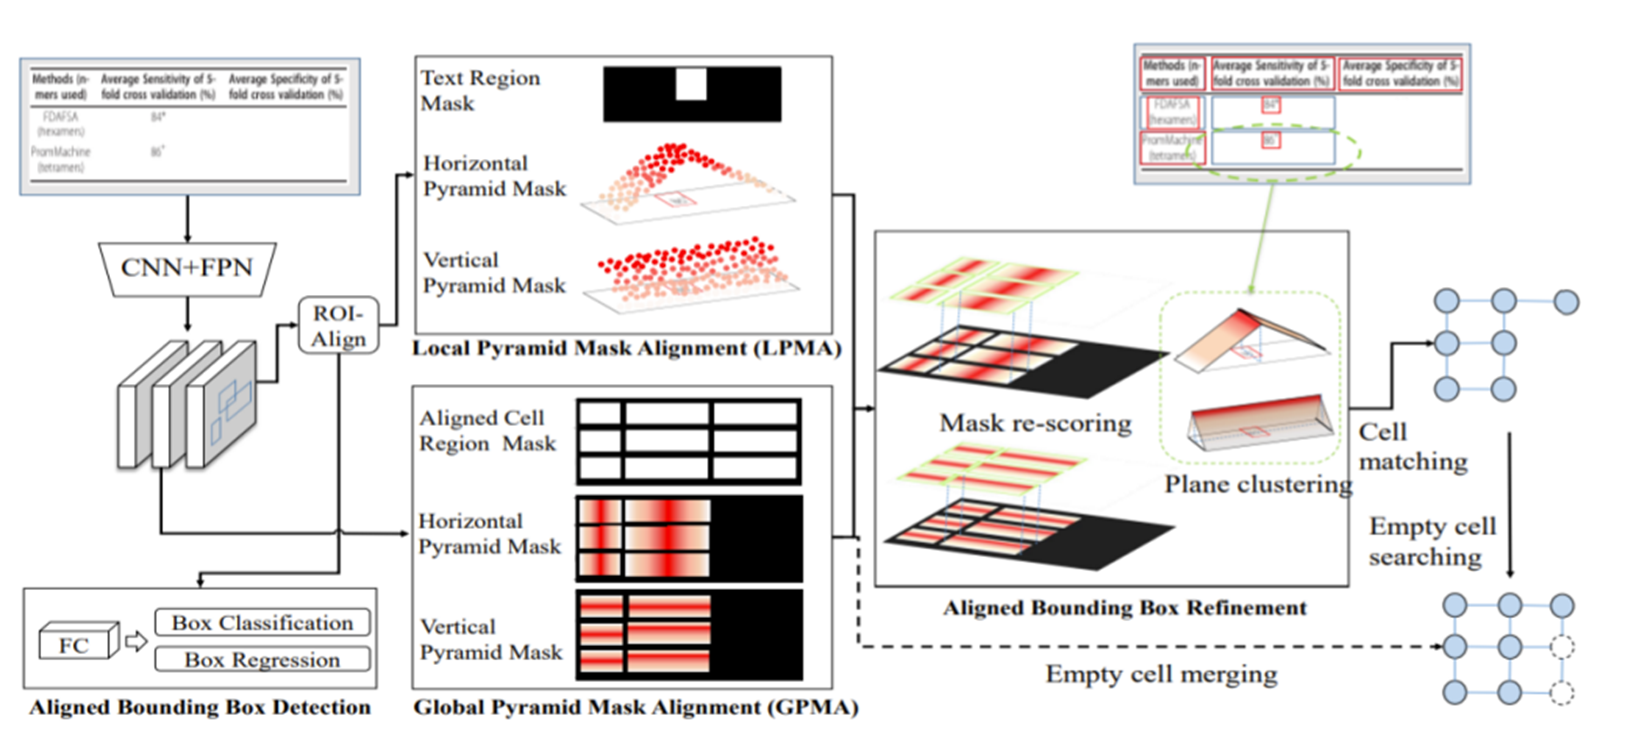 Methods (n-
mers used)
Average Sensitivity of 5-
fold cross validation (%)
Average Specificity of 5-
fold cross validation (%)
FDAFSA
(hexamers)
84*
PromMachine
(tetramers)
86+
CNN+FPN
ROI-
Align
FC
Box Classification
Box Regression
Aligned Bounding Box Detection
Text Region
Mask
Horizontal
Pyramid Mask
Vertical
Pyramid Mask
Local Pyramid Mask Alignment (LPMA)
Aligned Cell
Region Mask
Horizontal
Pyramid Mask
Vertical
Pyramid Mask
Global Pyramid Mask Alignment (GPMA)
Methods (n-
mers used)
Average Sensitivity of 5-
fold cross validation (%)
Average Specificity of 5-
fold cross validation (%)
FDAFSA
(hexamers)
84*
PromMachine
(tetramers)
86
Mask re-scoring
Plane clustering
Aligned Bounding Box Refinement
Cell
matching
Empty cell
searching
Empty cell merging